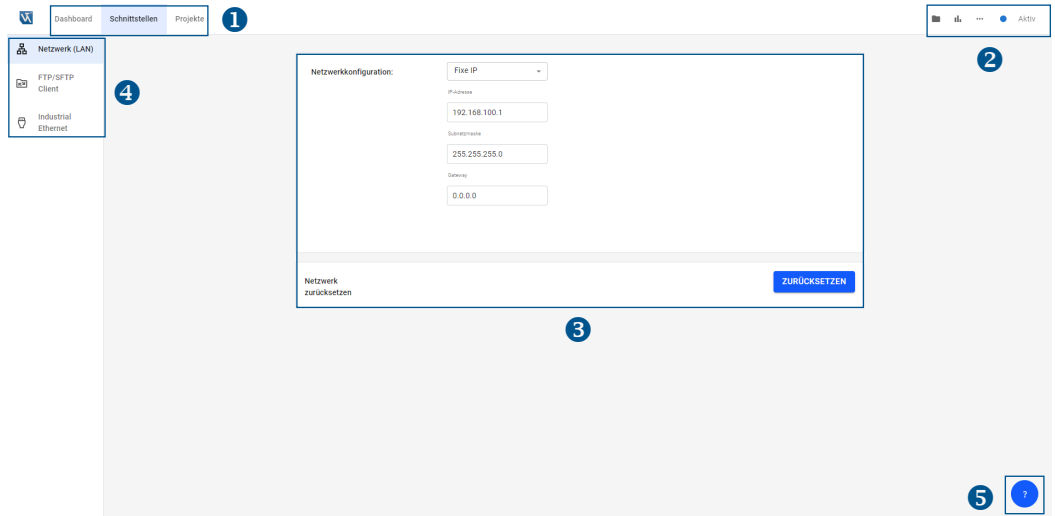 Dashboard Schnittstellen Projekte 1
Aktiv
2
Netzwerk (LAN)
FTP/SFTP
Client
Industrial
Ethernet
4
Netzwerkkonfiguration: Fixe IP
IP-Adresse
192.168.100.1
Subnetzmaske
255.255.255.0
Gateway
0.0.0.0
Netzwerk
zurücksetzen
ZURÜCKSETZEN
3
5 ?